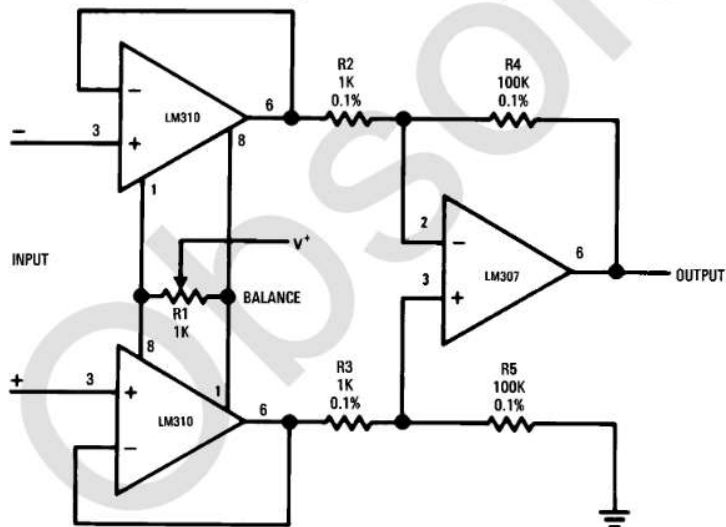 R2
1K
0.1%
R4
100K
0.1%
−
LM310
6
−
3
+
8
1
2
−
6
V+
INPUT
BALANCE
LM307
OUTPUT
3
+
R1
1K
8
R3
1K
0.1%
R5
100K
0.1%
+
3
+
1
6
LM310
−
Obso